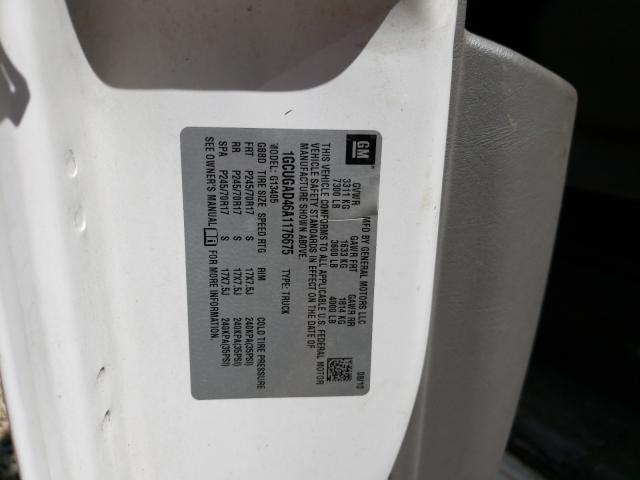 GM
MFD BY GENERAL MOTORS LLC
08/10
GVWR GAWR FRT GAWR RR
3311 KG 1633 KG 1814 KG
7300 LB 3600 LB 4000 LB
THIS VEHICLE CONFORMS TO ALL APPLICABLE U.S. FEDERAL MOTOR
VEHICLE SAFETY STANDARDS IN EFFECT ON THE DATE OF
MANUFACTURE SHOWN ABOVE.
1GCUGAD46A1176675 TYPE: TRUCK
MODEL: G13405
GBBD TIRE SIZE SPEED RTG RIM COLD TIRE PRESSURE
FRT P245/70R17 S 17X7.5J 240KPA(35PSI)
RR P245/70R17 S 17X7.5J 240KPA(35PSI)
SPA P245/70R17 S 17X7.5J 240KPA(35PSI)
SEE OWNER'S MANUAL i FOR MORE INFORMATION.